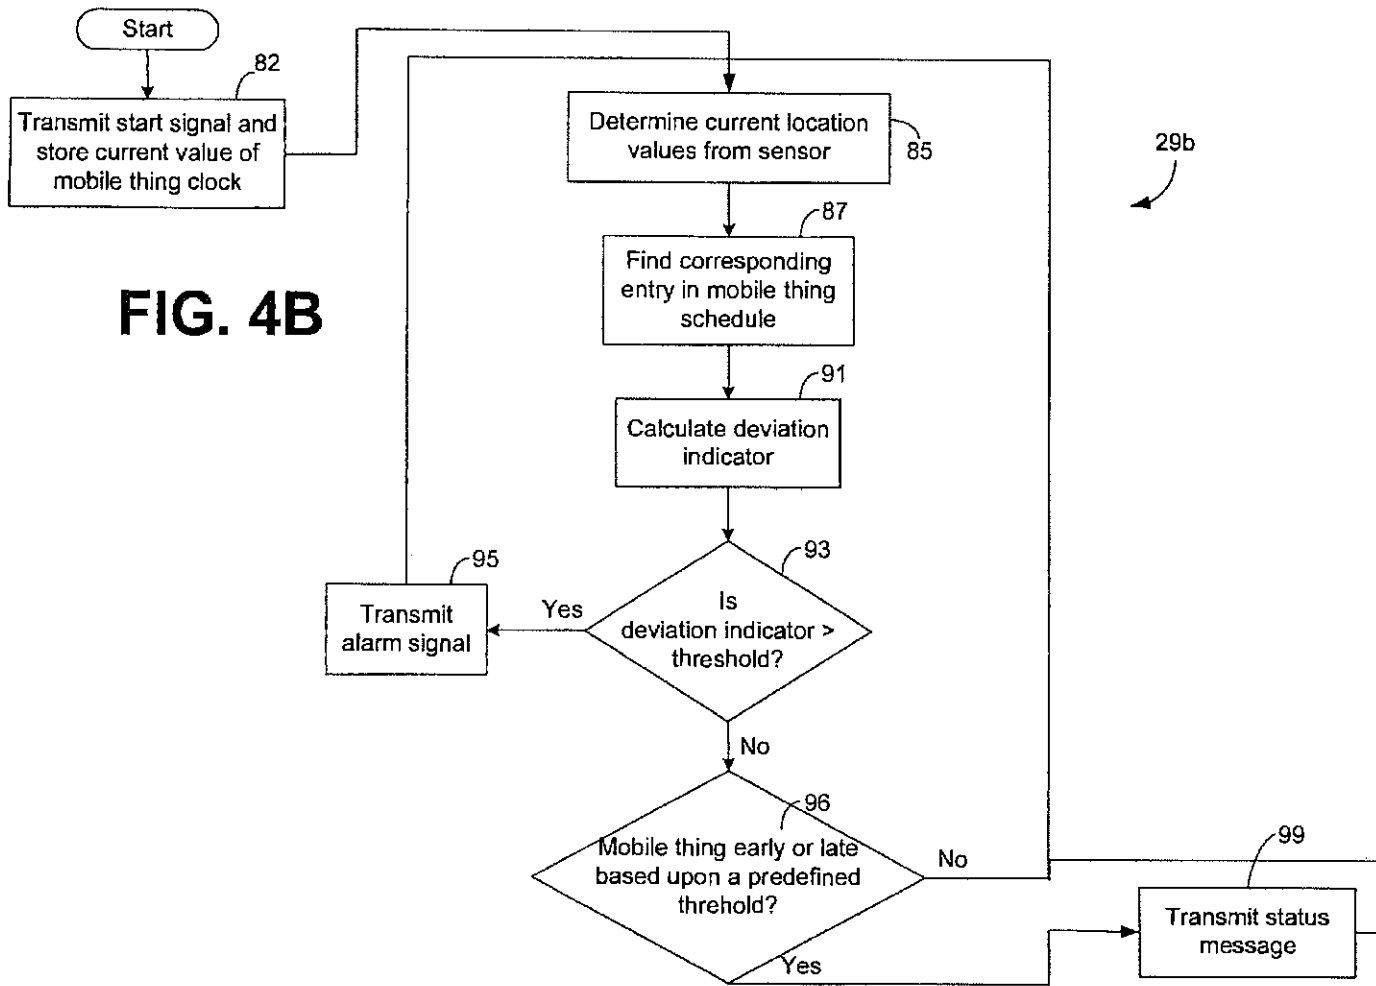 Start
82
Transmit start signal and
store current value of
mobile thing clock
Determine current location
values from sensor
85
29b
87
Find corresponding
entry in mobile thing
schedule
FIG. 4B
91
Calculate deviation
indicator
93
Is
deviation indicator >
threshold?
Yes
95
Transmit
alarm signal
No
96
Mobile thing early or late
based upon a predefined
threhold?
No
Yes
99
Transmit status
message